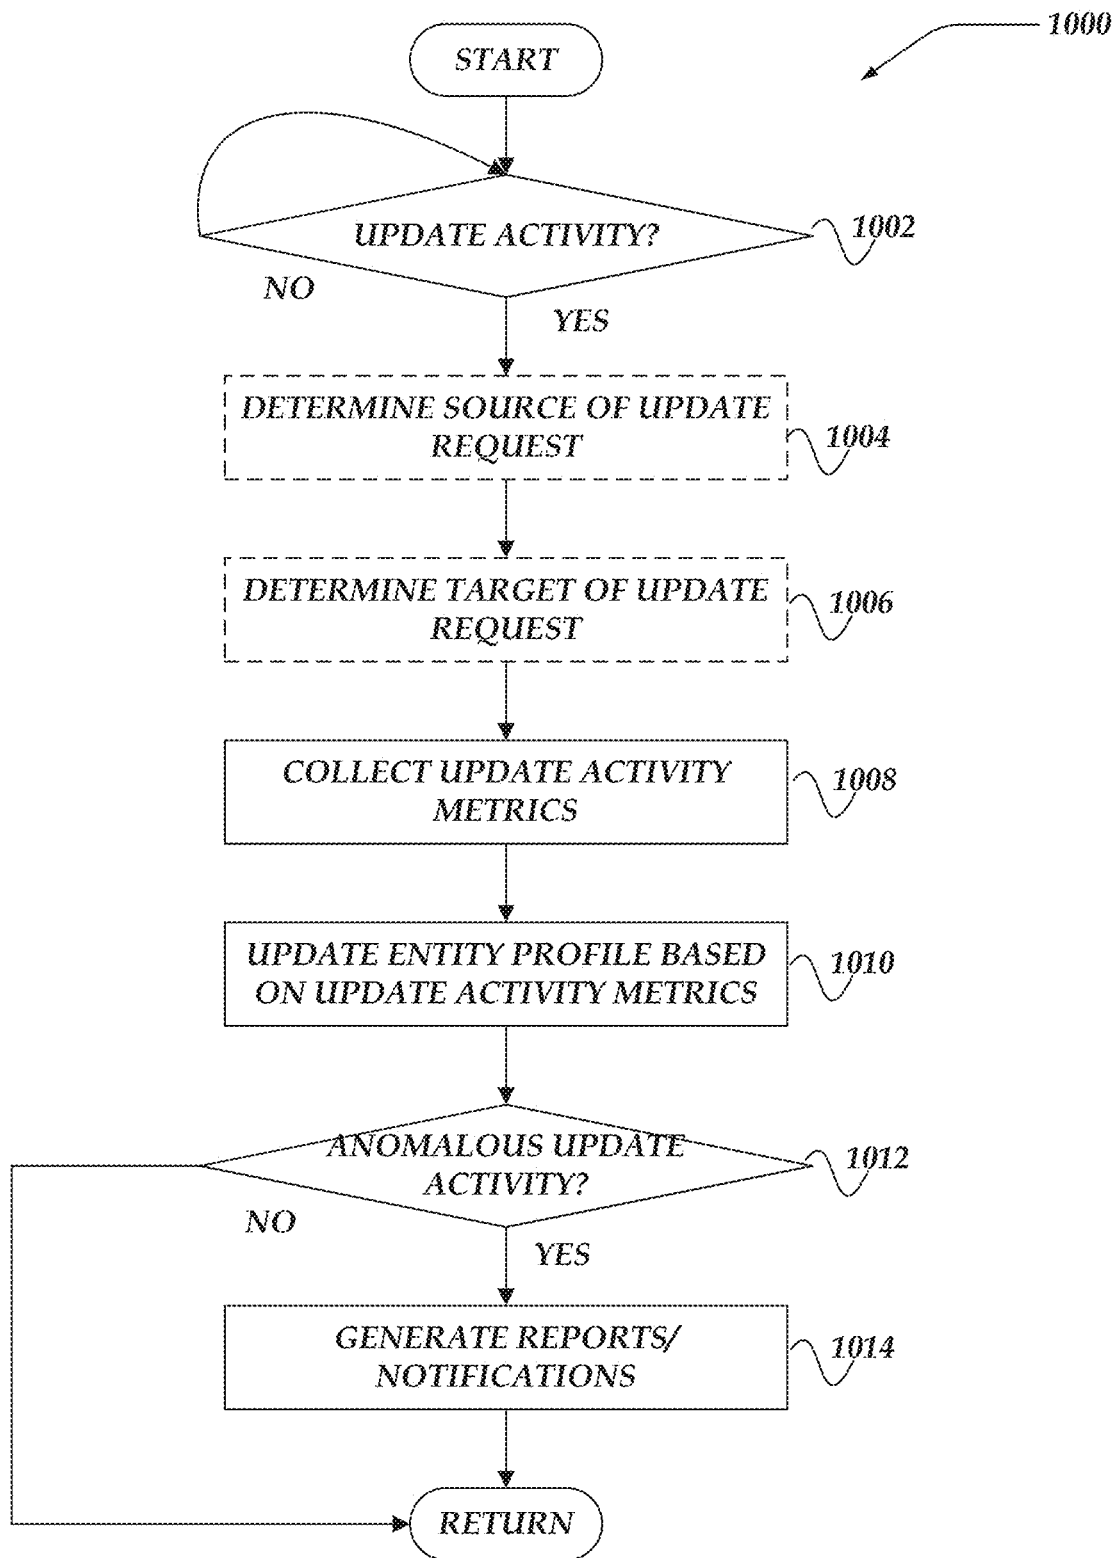 1000
START
UPDATE ACTIVITY?
1002
NO
YES
DETERMINE SOURCE OF UPDATE
REQUEST
1004
DETERMINE TARGET OF UPDATE
REQUEST
1006
COLLECT UPDATE ACTIVITY
METRICS
1008
UPDATE ENTITY PROFILE BASED
ON UPDATE ACTIVITY METRICS
1010
ANOMALOUS UPDATE
ACTIVITY?
1012
NO
YES
GENERATE REPORTS/
NOTIFICATIONS
1014
RETURN